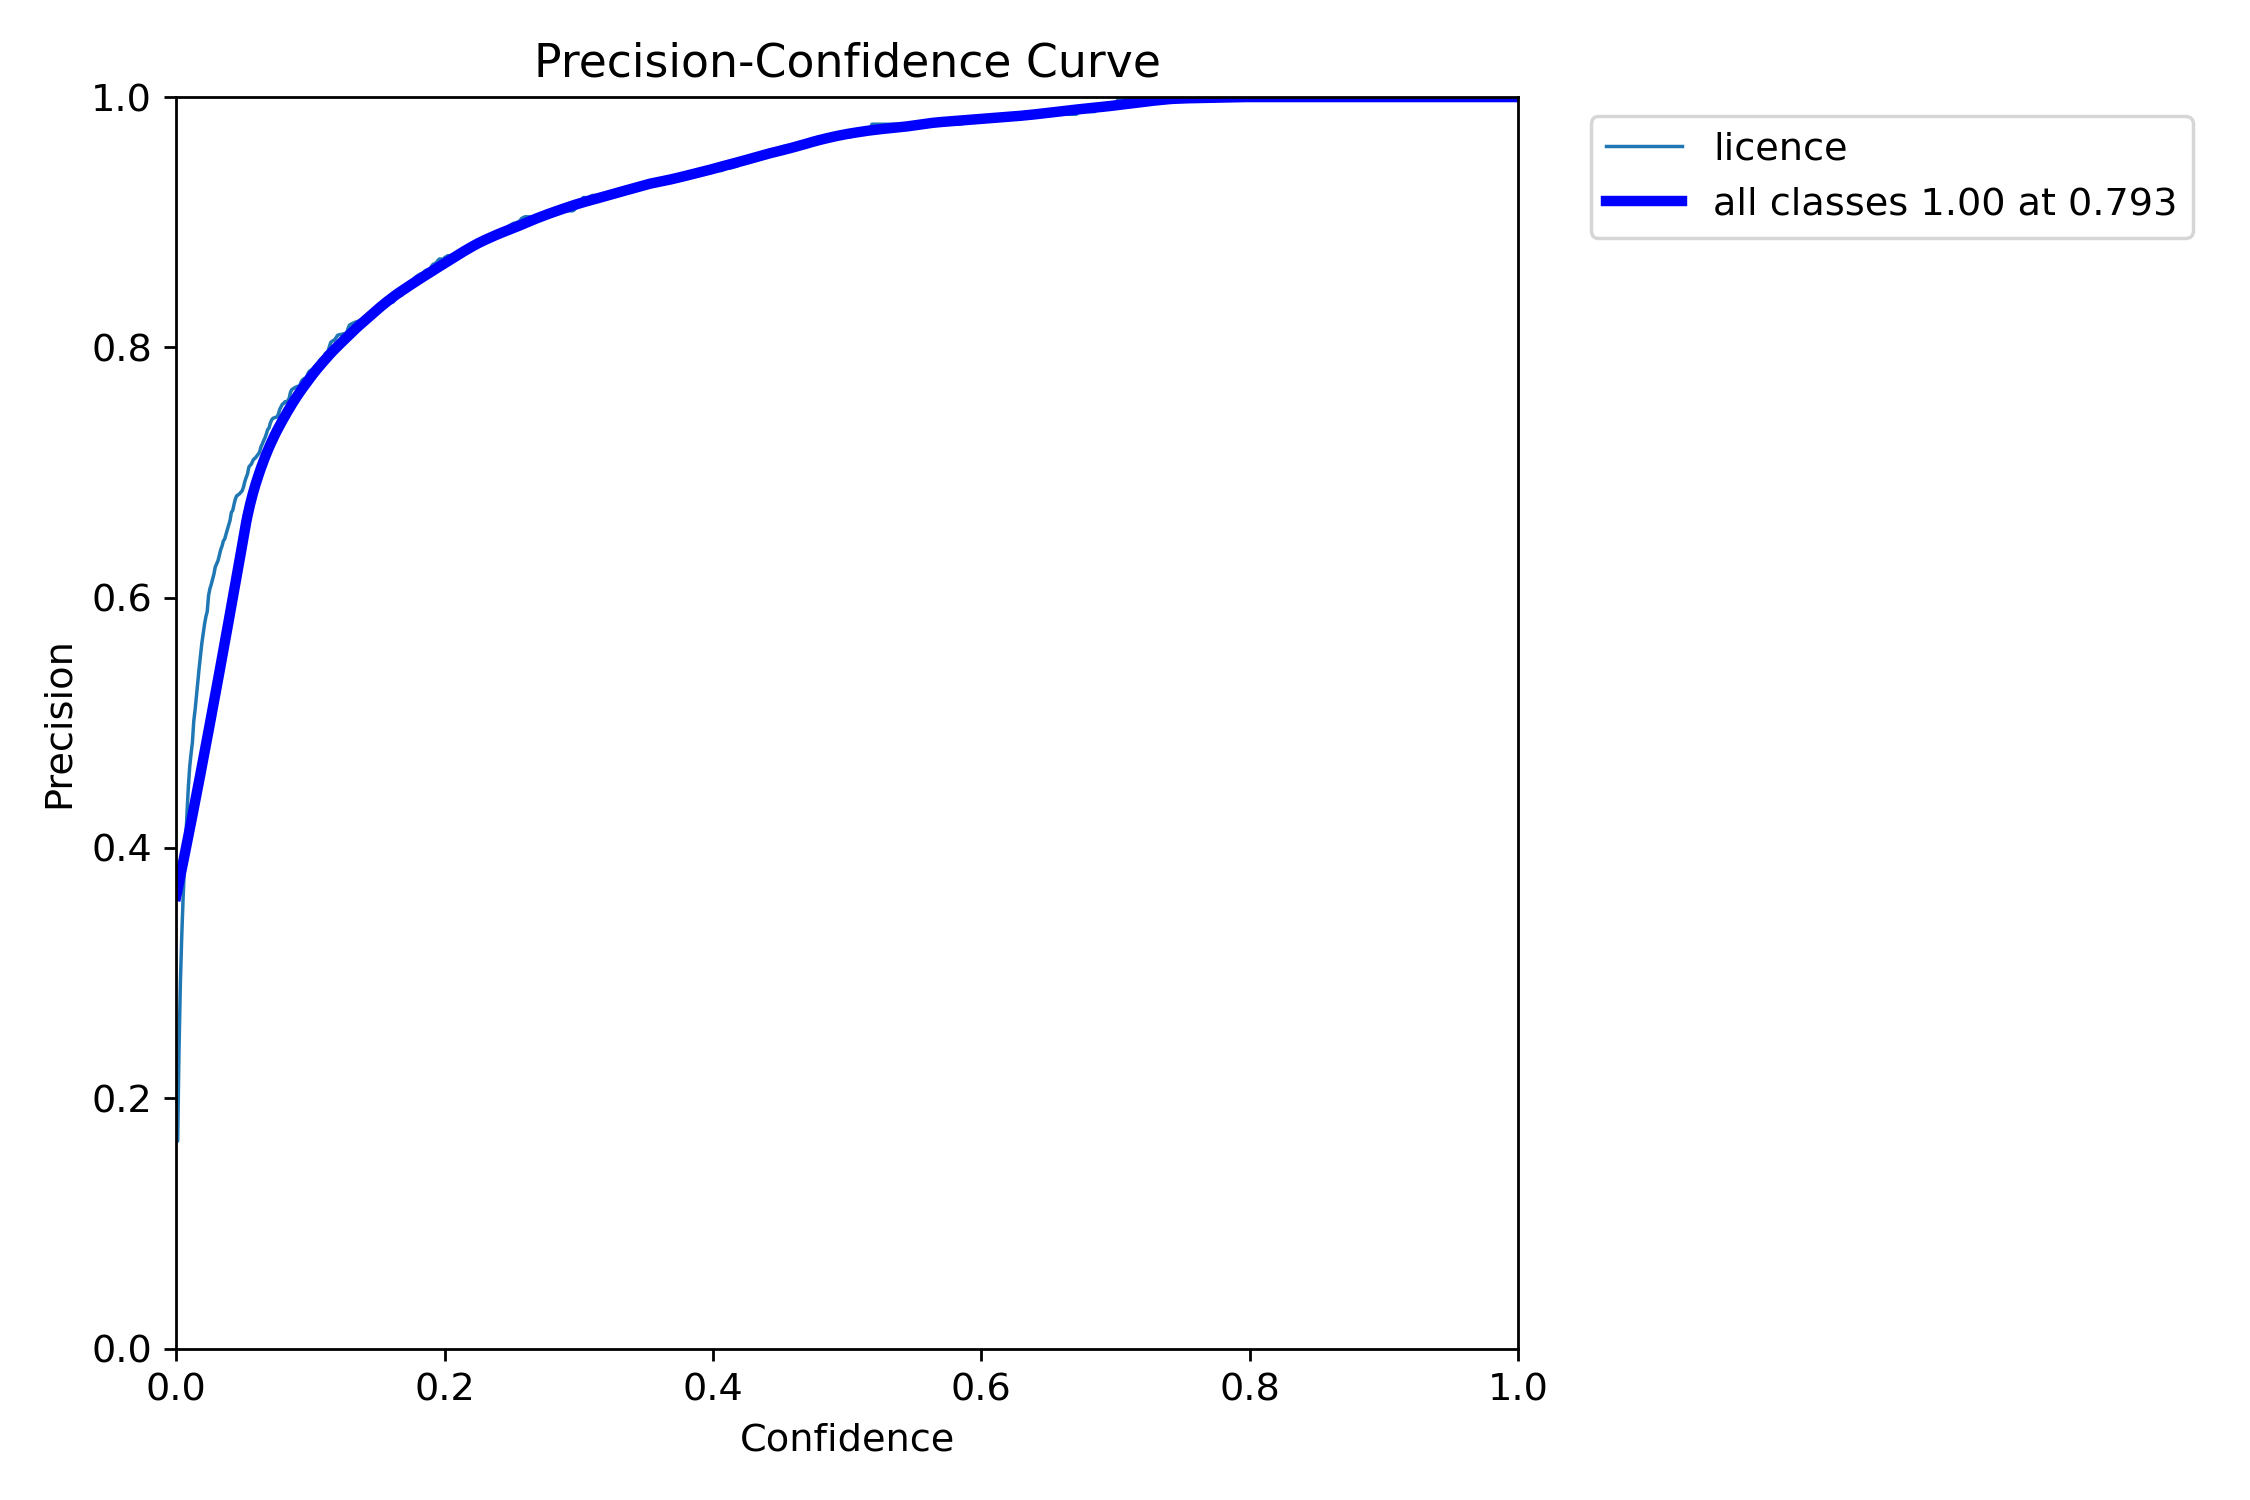 Precision-Confidence Curve
1.0
0.8
0.6
0.4
0.2
0.0
Precision
0.0 0.2 0.4 0.6 0.8 1.0
Confidence
licence
all classes 1.00 at 0.793